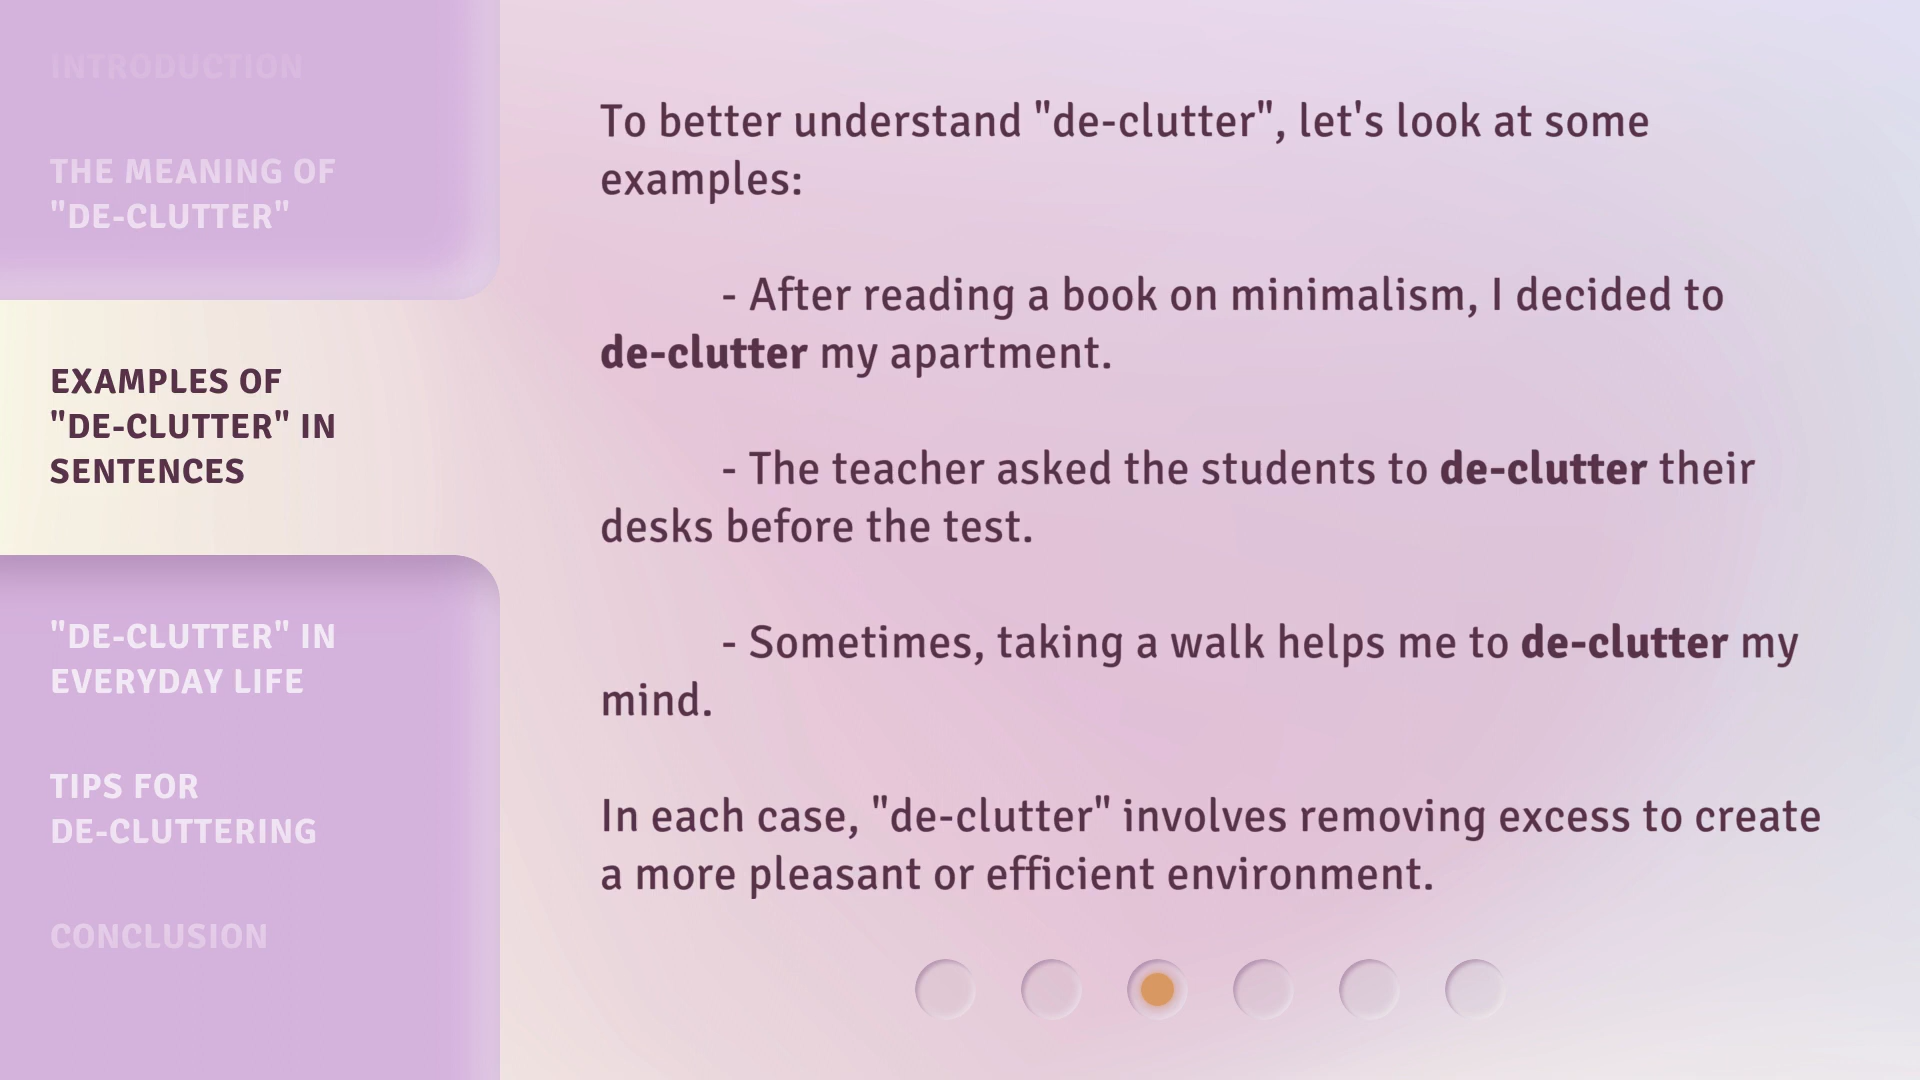 INTRODUCTION
THE MEANING OF
"DE-CLUTTER"
EXAMPLES OF
"DE-CLUTTER" IN
SENTENCES
"DE-CLUTTER" IN
EVERYDAY LIFE
TIPS FOR
DE-CLUTTERING
CONCLUSION
To better understand "de-clutter", let's look at some
examples:
- After reading a book on minimalism, I decided to
de-clutter my apartment.
- The teacher asked the students to de-clutter their
desks before the test.
- Sometimes, taking a walk helps me to de-clutter my
mind.
In each case, "de-clutter" involves removing excess to create
a more pleasant or efficient environment.